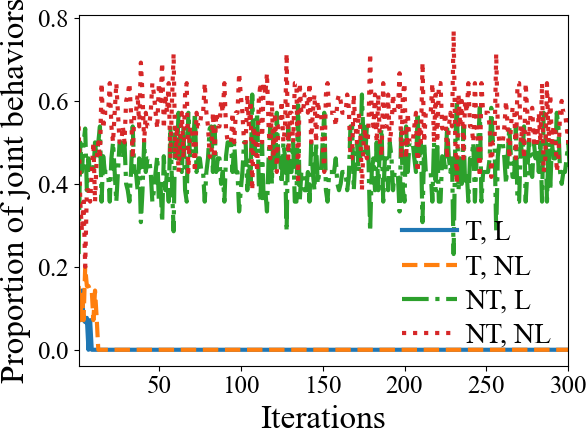 Proportion of joint behaviors
0.8
0.6
0.4
0.2
0.0
T, L
T, NL
NT, L
NT, NL
50 100 150 200 250 300
Iterations